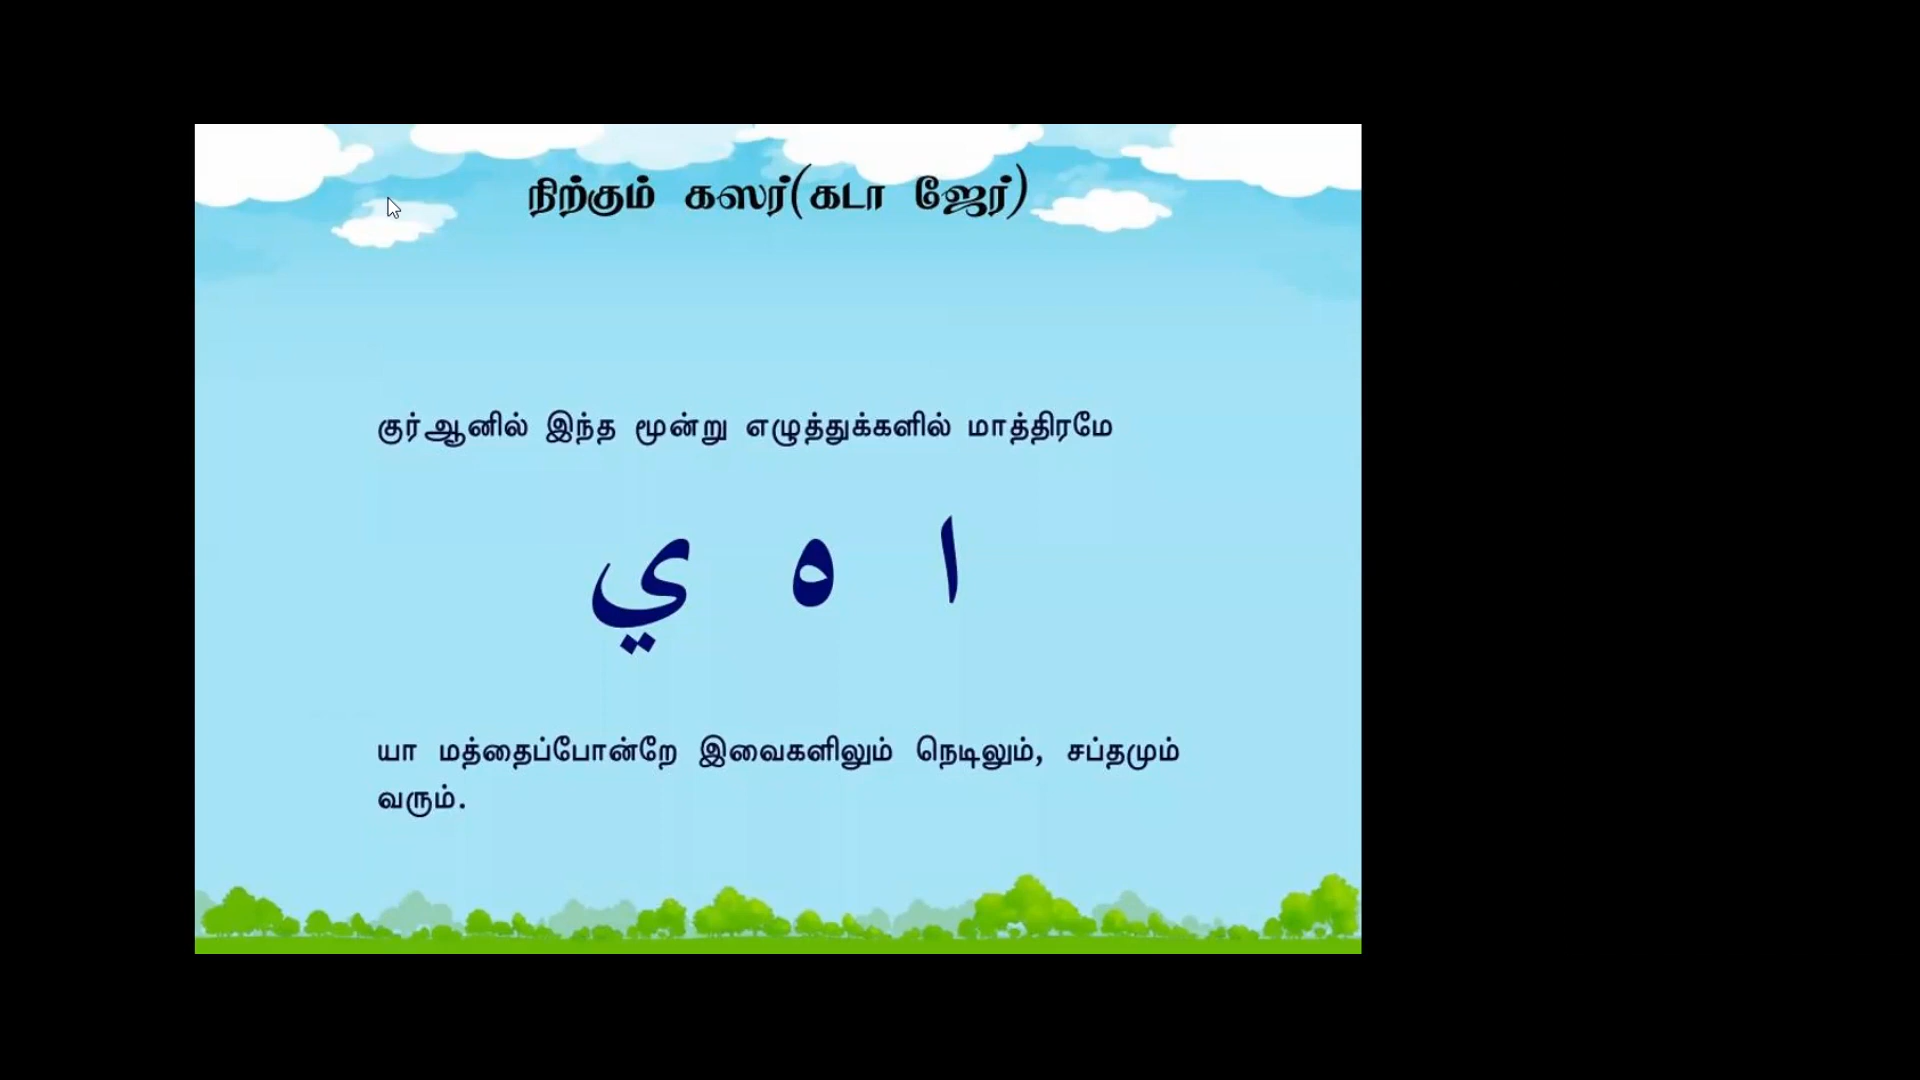 நிற்கும் கஸர்(கடா ஜேர்)
குர்ஆனில் இந்த மூன்று எழுத்துக்களில் மாத்திரமே
ا ه ي
யா மத்தைப்போன்றே இவைகளிலும் நெடிலும், சப்தமும்
வரும்.